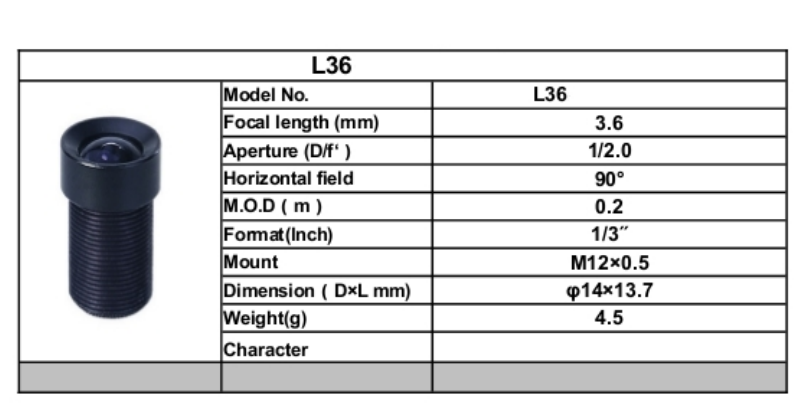 L36
Model No. L36
Focal length (mm) 3.6
Aperture (D/f‘ ) 1/2.0
Horizontal field 90°
M.O.D ( m ) 0.2
Format(Inch) 1/3″
Mount M12×0.5
Dimension ( D×L mm) φ14×13.7
Weight(g) 4.5
Character